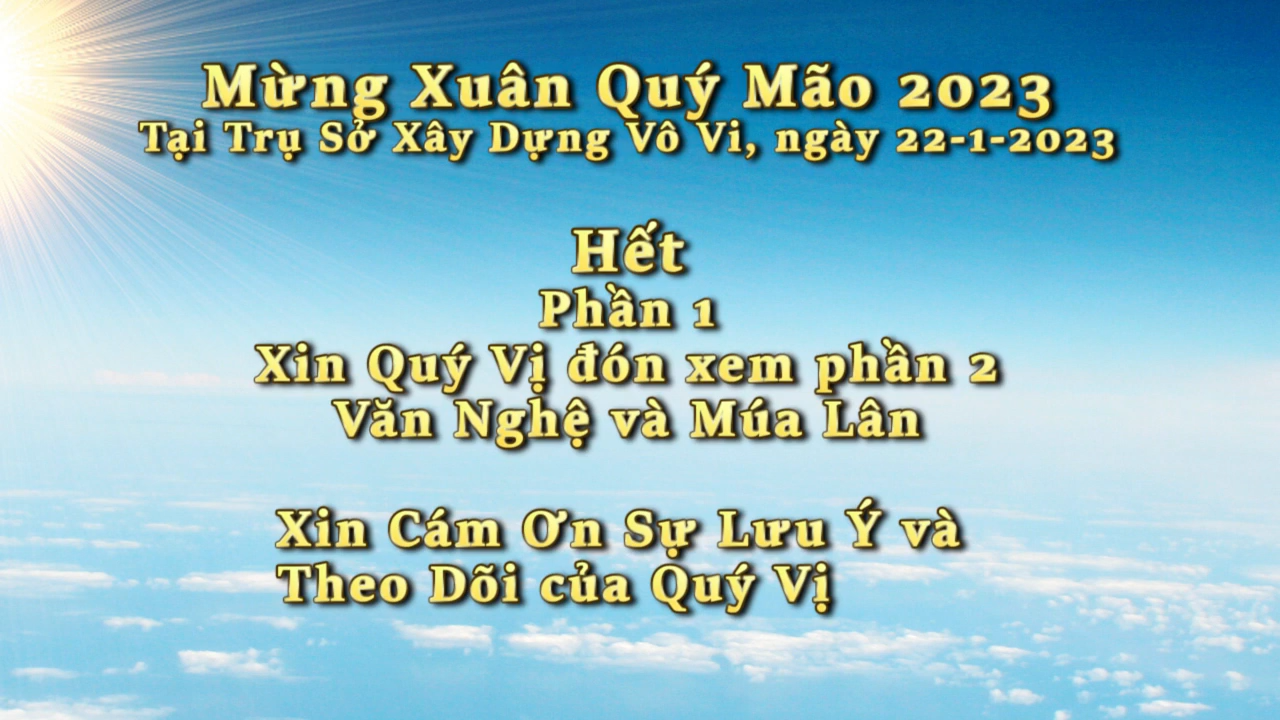 Mừng Xuân Quý Mão 2023
Tại Trụ Sở Xây Dựng Vô Vi, ngày 22-1-2023
Hết
Phần 1
Xin Quý Vị đón xem phần 2
Văn Nghệ và Múa Lân
Xin Cám Ơn Sự Lưu Ý và
Theo Dõi của Quý Vị